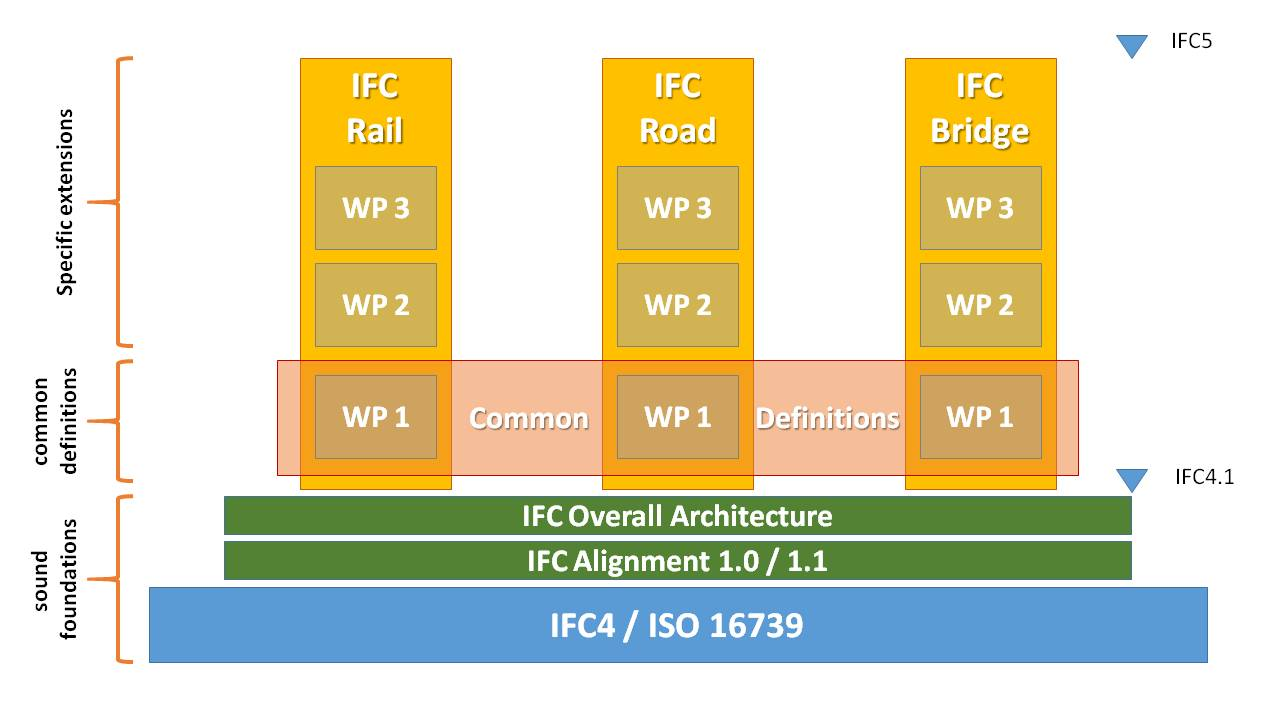 IFC5
IFC
Rail
IFC
Road
IFC
Bridge
Specific extensions
WP 3
WP 3
WP 3
WP 2
WP 2
WP 2
common
definitions
WP 1
Common
WP 1
Definitions
WP 1
IFC4.1
sound
foundations
IFC Overall Architecture
IFC Alignment 1.0 / 1.1
IFC4 / ISO 16739